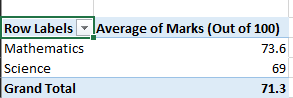 Row Labels Average of Marks (Out of 100)
Mathematics 73.6
Science 69
Grand Total 71.3